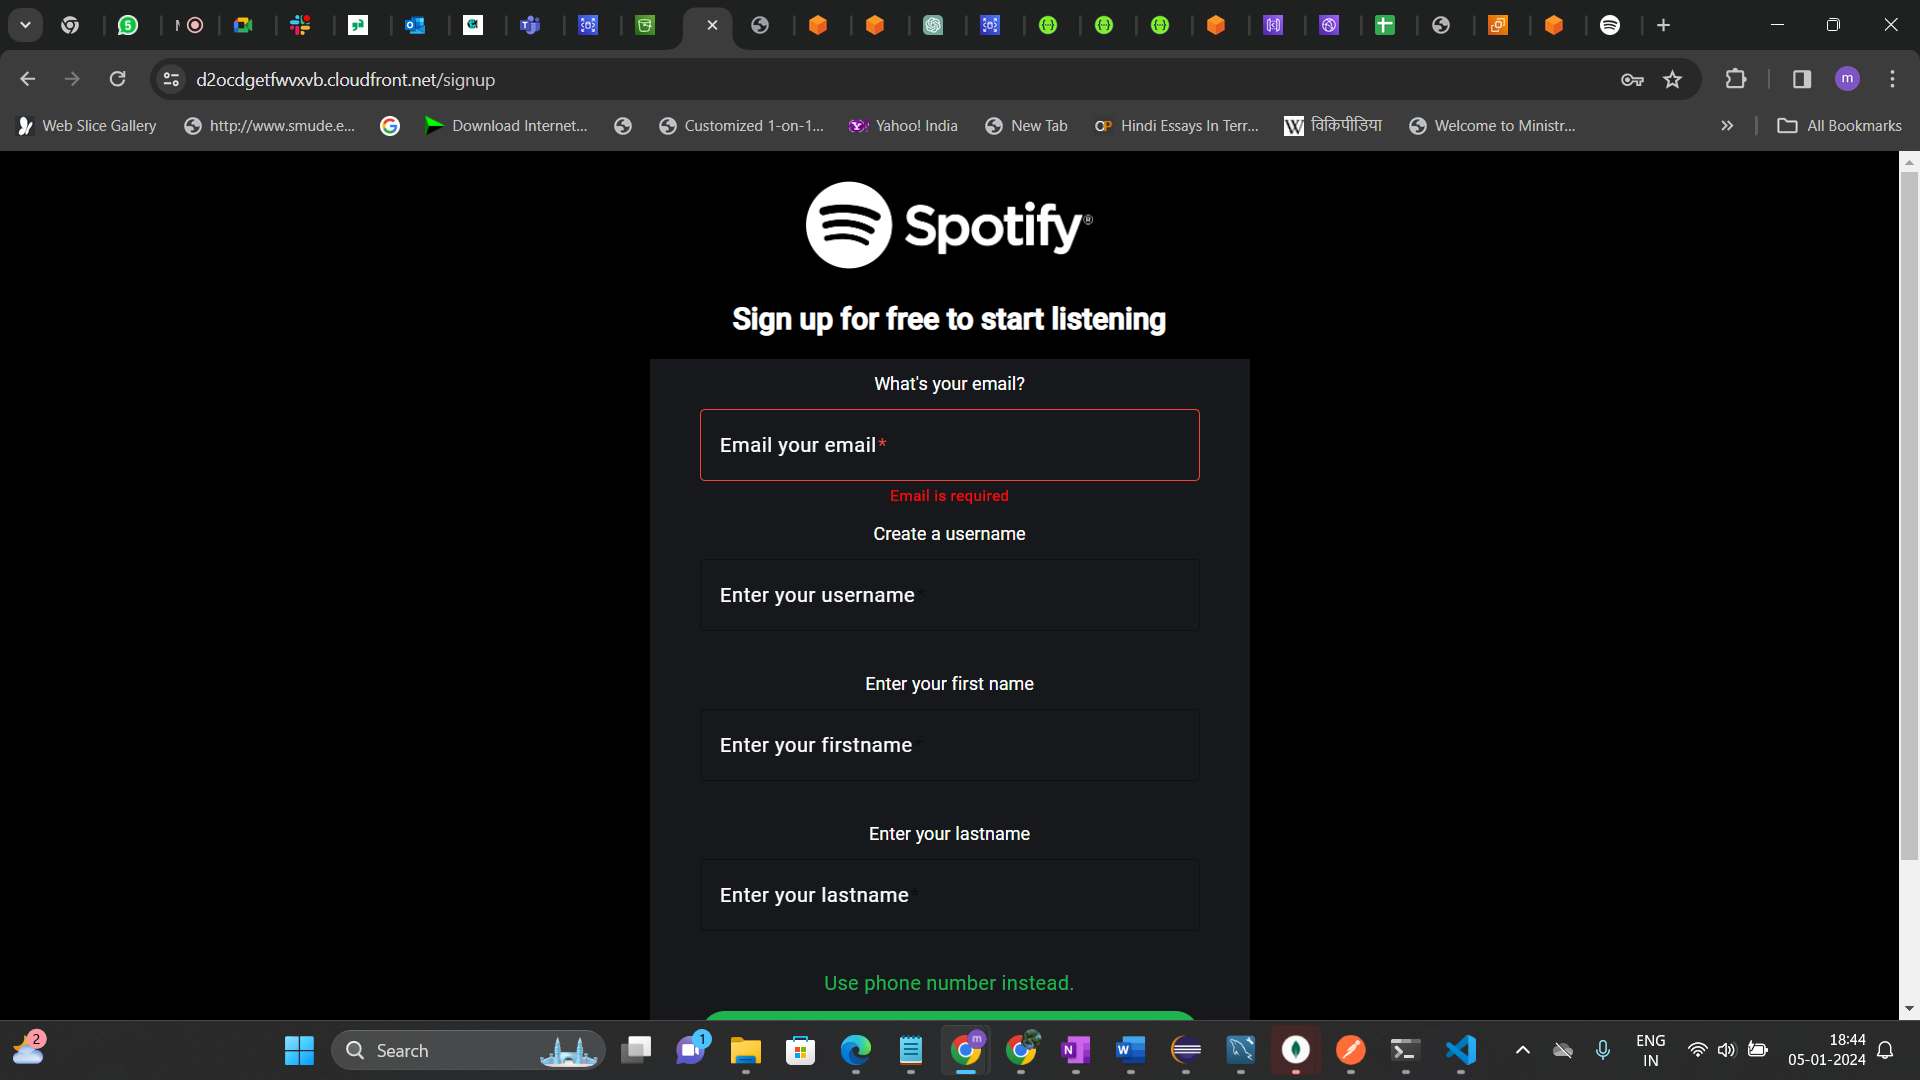 5
d2ocdgetfwvxvb.cloudfront.net/signup
m
Web Slice Gallery
http://www.smude.e...
Download Internet...
Customized 1-on-1...
Yahoo! India
New Tab
OP Hindi Essays In Terr...
W विकिपीडिया
Welcome to Ministr...
All Bookmarks
Spotify®
Sign up for free to start listening
What's your email?
Email your email*
Email is required
Create a username
Enter your username*
Enter your first name
Enter your firstname*
Enter your lastname
Enter your lastname*
Use phone number instead.
2
Search
1
m
ENG
IN
18:44
05-01-2024